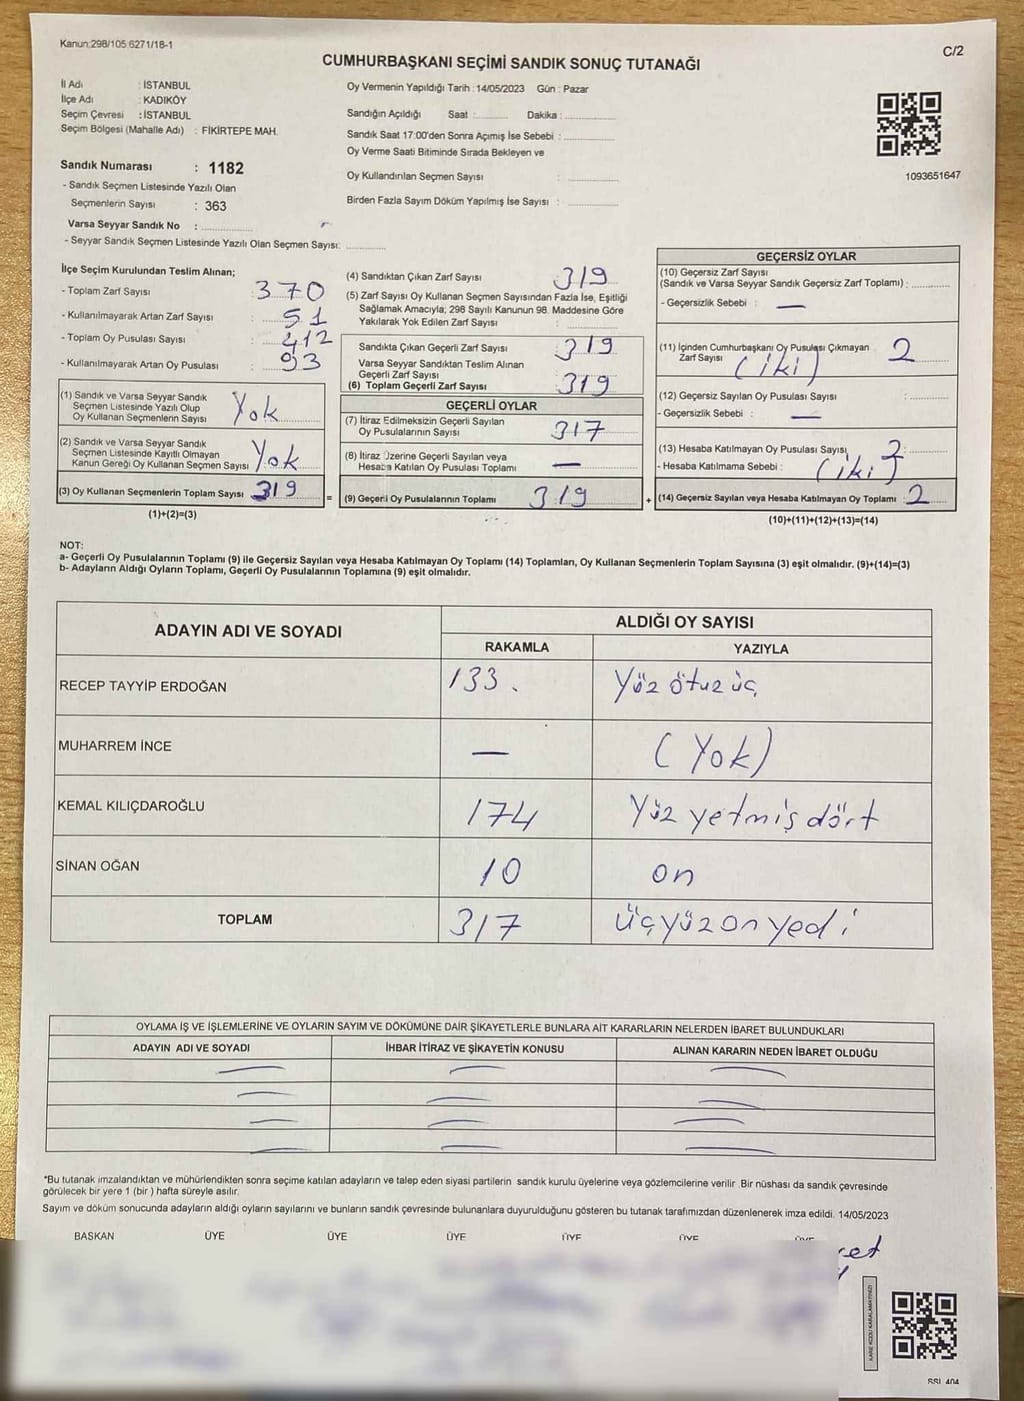 Kanun:298/105 6271/18-1
C/2
CUMHURBAŞKANI SEÇİMİ SANDIK SONUÇ TUTANAĞI
İl Adı : İSTANBUL
İlçe Adı : KADIKÖY
Seçim Çevresi : İSTANBUL
Seçim Bölgesi (Mahalle Adı) : FİKİRTEPE MAH.
Sandık Numarası : 1182
- Sandık Seçmen Listesinde Yazılı Olan
Seçmenlerin Sayısı : 363
Varsa Seyyar Sandık No :
- Seyyar Sandık Seçmen Listesinde Yazılı Olan Seçmen Sayısı:
Oy Vermenin Yapıldığı Tarih : 14/05/2023 Gün : Pazar
Sandığın Açıldığı Saat : Dakika :
Sandık Saat 17:00'den Sonra Açımış İse Sebebi :
Oy Verme Saati Bitiminde Sırada Bekleyen ve
Oy Kullandırılan Seçmen Sayısı :
Birden Fazla Sayım Döküm Yapılmış İse Sayısı :
1093651647
İlçe Seçim Kurulundan Teslim Alınan;
- Toplam Zarf Sayısı : 370
- Kullanılmayarak Artan Zarf Sayısı : 51
- Toplam Oy Pusulası Sayısı : 412
- Kullanılmayarak Artan Oy Pusulası : 93
(1) Sandık ve Varsa Seyyar Sandık
Seçmen Listesinde Yazılı Olup
Oy Kullanan Seçmenlerin Sayısı Yok
(2) Sandık ve Varsa Seyyar Sandık
Seçmen Listesinde Kayıtlı Olmayan
Kanun Gereği Oy Kullanan Seçmen Sayısı Yok
(3) Oy Kullanan Seçmenlerin Toplam Sayısı 319
(1)+(2)=(3)
=
(4) Sandıktan Çıkan Zarf Sayısı 319
(5) Zarf Sayısı Oy Kullanan Seçmen Sayısından Fazla İse, Eşitliği
Sağlamak Amacıyla; 298 Sayılı Kanunun 98. Maddesine Göre
Yakılarak Yok Edilen Zarf Sayısı :
Sandıkta Çıkan Geçerli Zarf Sayısı : 319
Varsa Seyyar Sandıktan Teslim Alınan
Geçerli Zarf Sayısı
(6) Toplam Geçerli Zarf Sayısı 319
GEÇERLİ OYLAR
(7) İtiraz Edilmeksizin Geçerli Sayılan
Oy Pusulalarının Sayısı 317
(8) İtiraz Üzerine Geçerli Sayılan veya
Hesaba Katılan Oy Pusulası Toplamı —
(9) Geçerli Oy Pusulalarının Toplamı 319
+
GEÇERSİZ OYLAR
(10) Geçersiz Zarf Sayısı
(Sandık ve Varsa Seyyar Sandık Geçersiz Zarf Toplamı) :
- Geçersizlik Sebebi : —
(11) İçinden Cumhurbaşkanı Oy Pusulası Çıkmayan
Zarf Sayısı (iki) 2
(12) Geçersiz Sayılan Oy Pusulası Sayısı :
- Geçersizlik Sebebi : —
(13) Hesaba Katılmayan Oy Pusulası Sayısı
- Hesaba Katılmama Sebebi : (iki)
(14) Geçersiz Sayılan veya Hesaba Katılmayan Oy Toplamı : 2
(10)+(11)+(12)+(13)=(14)
NOT:
a- Geçerli Oy Pusulalarının Toplamı (9) ile Geçersiz Sayılan veya Hesaba Katılmayan Oy Toplamı (14) Toplamları, Oy Kullanan Seçmenlerin Toplam Sayısına (3) eşit olmalıdır. (9)+(14)=(3)
b- Adayların Aldığı Oyların Toplamı, Geçerli Oy Pusulalarının Toplamına (9) eşit olmalıdır.
ADAYIN ADI VE SOYADI
ALDIĞI OY SAYISI
RAKAMLA YAZIYLA
RECEP TAYYİP ERDOĞAN 133. Yüz ötuz üç
MUHARREM İNCE — (Yok)
KEMAL KILIÇDAROĞLU 174 Yüz yetmiş dört
SİNAN OĞAN 10 on
TOPLAM 317 üçyüzonyedi
OYLAMA İŞ VE İŞLEMLERİNE VE OYLARIN SAYIM VE DÖKÜMÜNE DAİR ŞİKAYETLERLE BUNLARA AİT KARARLARIN NELERDEN İBARET BULUNDUKLARI
ADAYIN ADI VE SOYADI İHBAR İTİRAZ VE ŞİKAYETİN KONUSU ALINAN KARARIN NEDEN İBARET OLDUĞU
*Bu tutanak imzalandıktan ve mühürlendikten sonra seçime katılan adayların ve talep eden siyasi partilerin sandık kurulu üyelerine veya gözlemcilerine verilir .Bir nüshası da sandık çevresinde
görülecek bir yere 1 (bir ) hafta süreyle asılır.
Sayım ve döküm sonucunda adayların aldığı oyların sayılarını ve bunların sandık çevresinde bulunanlara duyurulduğunu gösteren bu tutanak tarafımızdan düzenlenerek imza edildi. 14/05/2023
BAŞKAN ÜYE ÜYE ÜYE ÜYE ÜYE ÜYE
KARE KODU KARALAMAYINIZ!